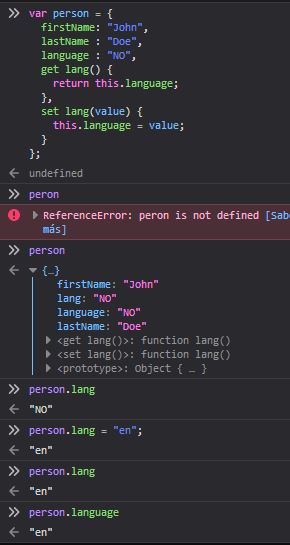 var person = {
firstName: "John",
lastName : "Doe",
language : "NO",
get lang() {
return this.language;
},
set lang(value) {
this.language = value;
}
};
undefined
peron
ReferenceError: peron is not defined [Sab
más]
person
{…}
firstName: "John"
lang: "NO"
language: "NO"
lastName: "Doe"
<get lang()>: function lang()
<set lang()>: function lang()
<prototype>: Object { … }
person.lang
"NO"
person.lang = "en";
"en"
person.lang
"en"
person.language
"en"